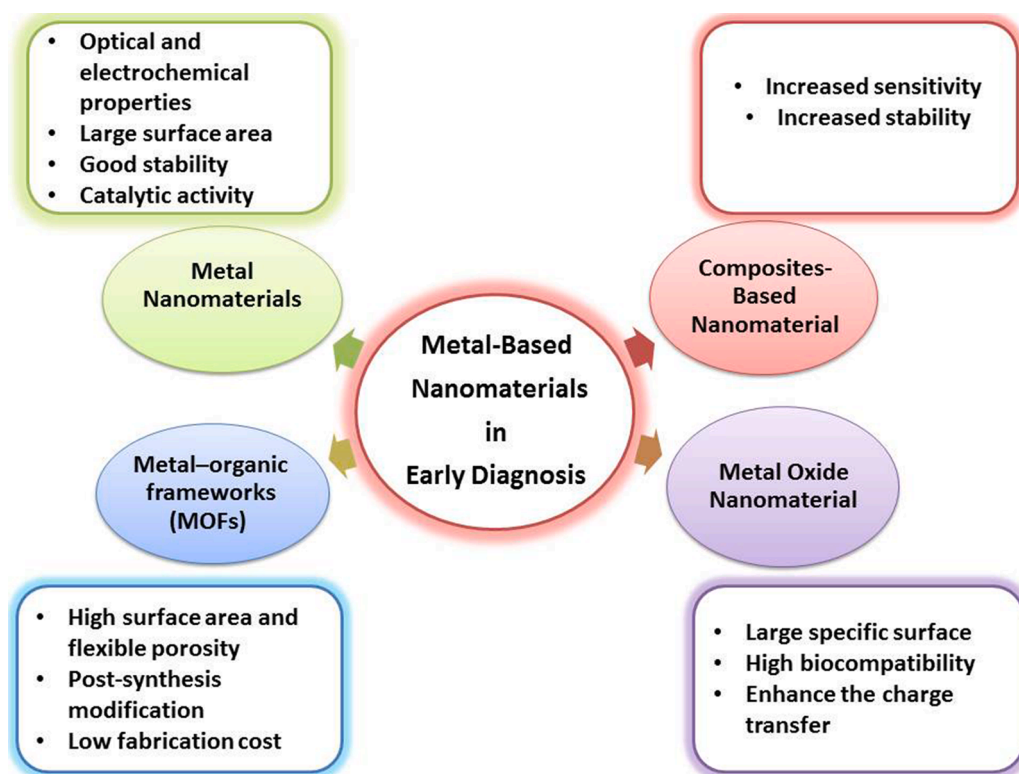 • Optical and
electrochemical
properties
• Large surface area
• Good stability
• Catalytic activity
• Increased sensitivity
• Increased stability
Metal
Nanomaterials
Composites-
Based
Nanomaterial
Metal-Based
Nanomaterials
in
Early Diagnosis
Metal–organic
frameworks
(MOFs)
Metal Oxide
Nanomaterial
• High surface area and
flexible porosity
• Post-synthesis
modification
• Low fabrication cost
• Large specific surface
• High biocompatibility
• Enhance the charge
transfer